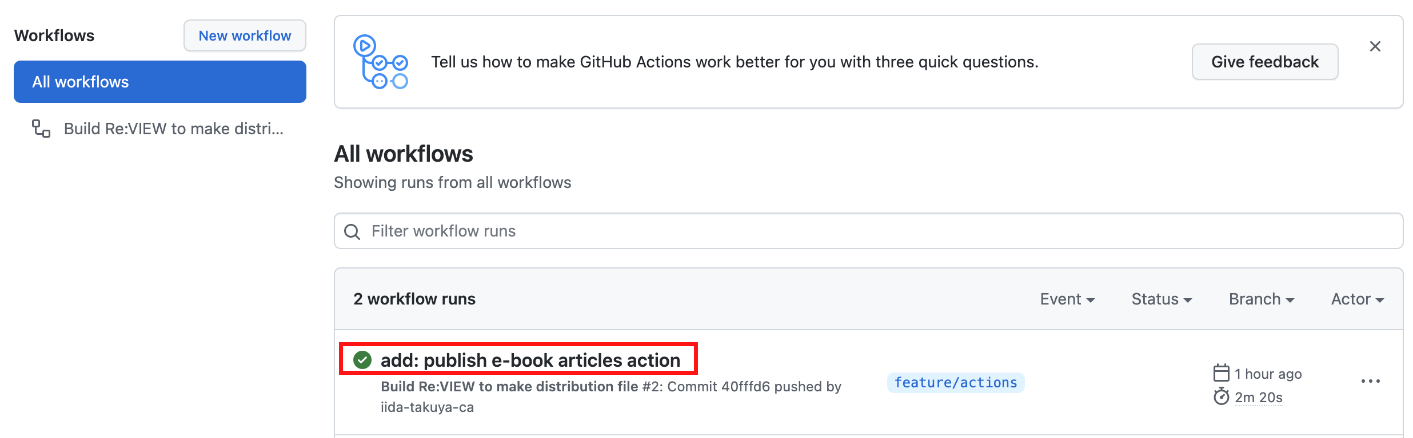 Workflows
New workflow
All workflows
Build Re:VIEW to make distri...
Tell us how to make GitHub Actions work better for you with three quick questions.
Give feedback
All workflows
Showing runs from all workflows
Filter workflow runs
2 workflow runs
Event
Status
Branch
Actor
add: publish e-book articles action
Build Re:VIEW to make distribution file #2: Commit 40fffd6 pushed by
iida-takuya-ca
feature/actions
1 hour ago
2m 20s